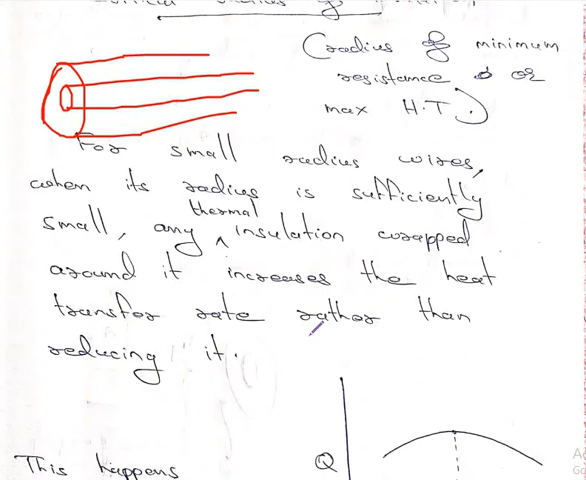 (radius of minimum
resistance or
max H.T.)
For small radius wires,
when its radius is sufficiently
thermal
small, any ^ insulation wrapped
around it increases the heat
transfer rate rather than
reducing it.
Q
This happens